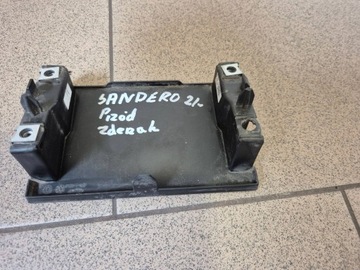 SANDERO 21-
Przód
Zderzak